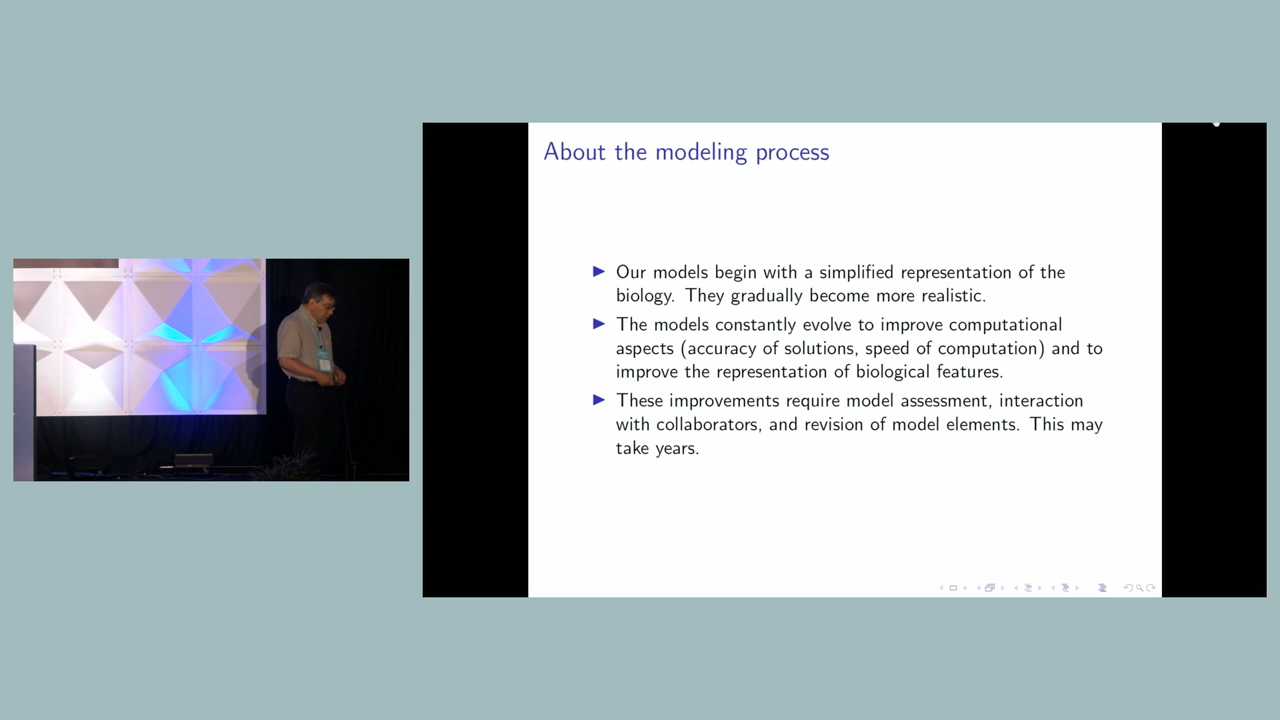 About the modeling process
Our models begin with a simplified representation of the
biology. They gradually become more realistic.
The models constantly evolve to improve computational
aspects (accuracy of solutions, speed of computation) and to
improve the representation of biological features.
These improvements require model assessment, interaction
with collaborators, and revision of model elements. This may
take years.